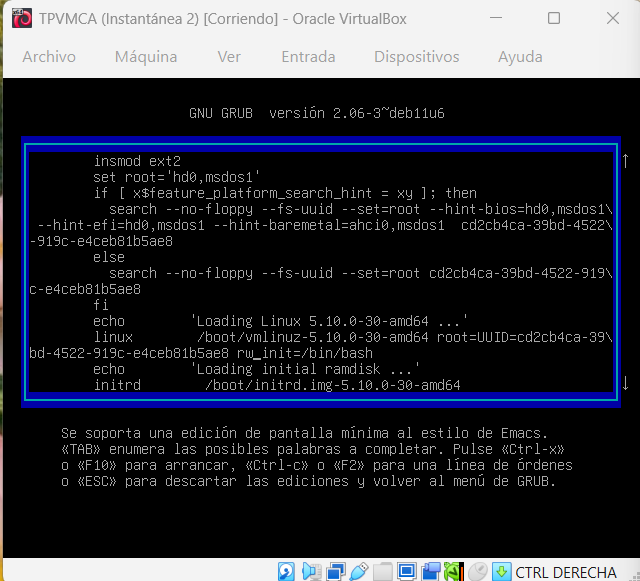 TPVMCA (Instantánea 2) [Corriendo] - Oracle VirtualBox
Archivo Máquina Ver Entrada Dispositivos Ayuda
GNU GRUB versión 2.06-3~deb11u6
insmod ext2
set root='hd0,msdos1'
if [ x$feature_platform_search_hint = xy ]; then
search --no-floppy --fs-uuid --set=root --hint-bios=hd0,msdos1\
--hint-efi=hd0,msdos1 --hint-baremetal=ahci0,msdos1 cd2cb4ca-39bd-4522\
-919c-e4ceb81b5ae8
else
search --no-floppy --fs-uuid --set=root cd2cb4ca-39bd-4522-919\
c-e4ceb81b5ae8
fi
echo 'Loading Linux 5.10.0-30-amd64 ...'
linux /boot/vmlinuz-5.10.0-30-amd64 root=UUID=cd2cb4ca-39\
bd-4522-919c-e4ceb81b5ae8 rw_init=/bin/bash
echo 'Loading initial ramdisk ...'
initrd /boot/initrd.img-5.10.0-30-amd64
Se soporta una edición de pantalla mínima al estilo de Emacs.
«TAB» enumera las posibles palabras a completar. Pulse «Ctrl-x»
o «F10» para arrancar, «Ctrl-c» o «F2» para una línea de órdenes
o «ESC» para descartar las ediciones y volver al menú de GRUB.
CTRL DERECHA